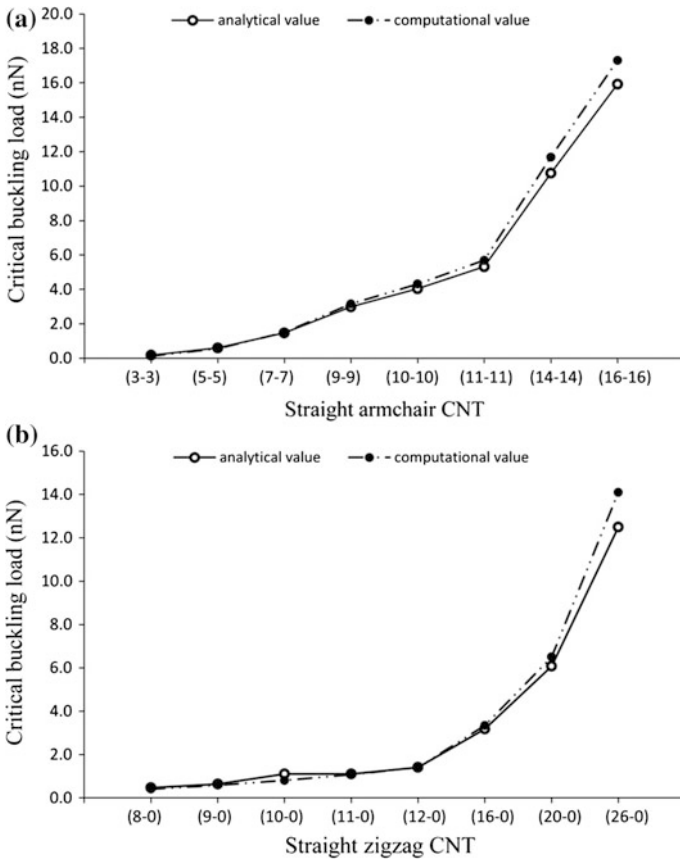 (a)
analytical value computational value
20.0
18.0
16.0
14.0
12.0
10.0
8.0
6.0
4.0
2.0
0.0
Critical buckling load (nN)
(3-3) (5-5) (7-7) (9-9) (10-10) (11-11) (14-14) (16-16)
Straight armchair CNT
(b)
analytical value computational value
16.0
14.0
12.0
10.0
8.0
6.0
4.0
2.0
0.0
Critical buckling load (nN)
(8-0) (9-0) (10-0) (11-0) (12-0) (16-0) (20-0) (26-0)
Straight zigzag CNT